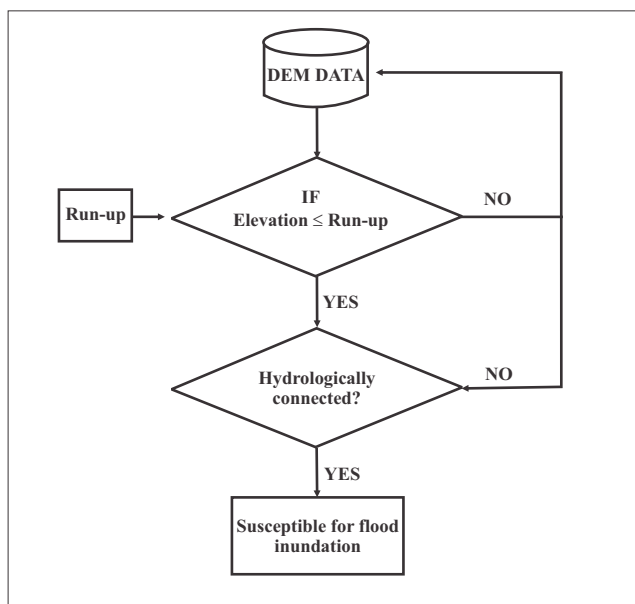 DEM DATA
IF
Run-up
Elevation ≤ Run-up
NO
YES
Hydrologically
connected?
NO
YES
Susceptible for flood
inundation